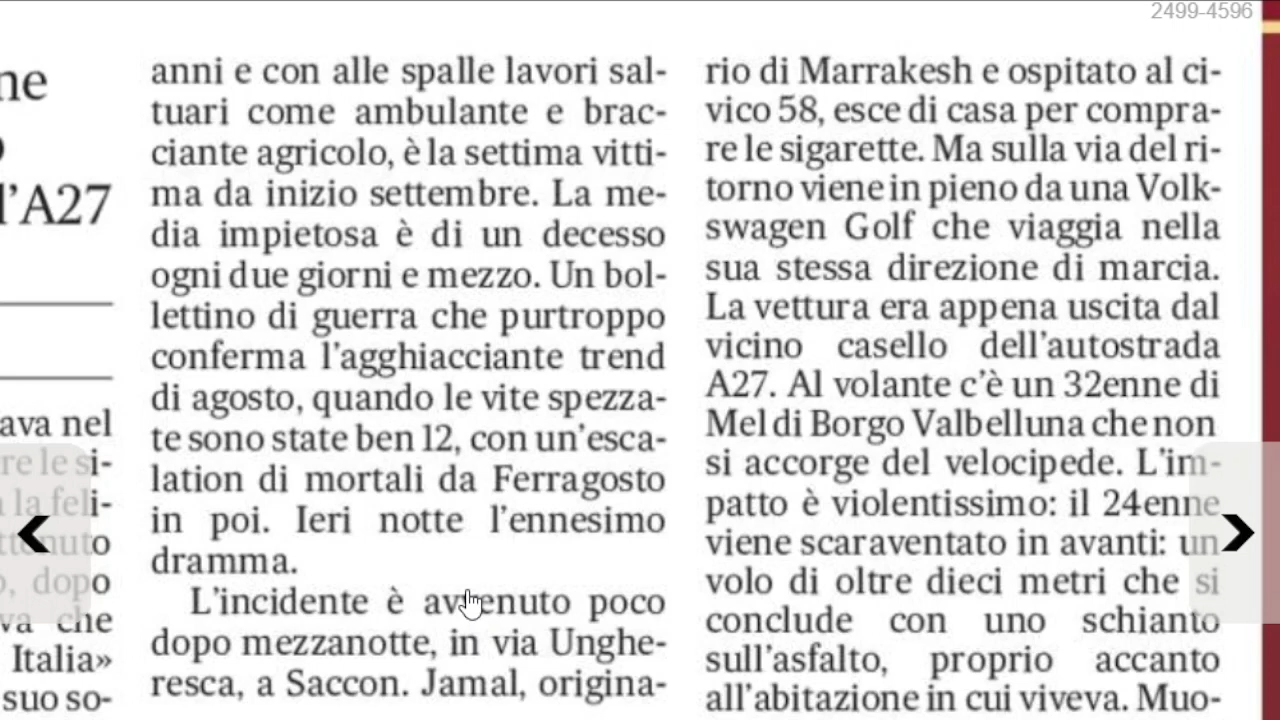 2499-4596
ne
l'A27
ava nel
re le si-
la feli-
dopo
va che
Italia»
suo so-
anni e con alle spalle lavori sal-
tuari come ambulante e brac-
ciante agricolo, è la settima vitti-
ma da inizio settembre. La me-
dia impietosa è di un decesso
ogni due giorni e mezzo. Un bol-
lettino di guerra che purtroppo
conferma l'agghiacciante trend
di agosto, quando le vite spezza-
te sono state ben 12, con un'esca-
lation di mortali da Ferragosto
in poi. Ieri notte l'ennesimo
dramma.
L'incidente è avvenuto poco
dopo mezzanotte, in via Unghe-
resca, a Saccon. Jamal, origina-
rio di Marrakesh e ospitato al ci-
vico 58, esce di casa per compra-
re le sigarette. Ma sulla via del ri-
torno viene in pieno da una Volk-
swagen Golf che viaggia nella
sua stessa direzione di marcia.
La vettura era appena uscita dal
vicino casello dell'autostrada
A27. Al volante c'è un 32enne di
Mel di Borgo Valbelluna che non
si accorge del velocipede. L'im-
patto è violentissimo: il 24enne
viene scaraventato in avanti: un
volo di oltre dieci metri che si
conclude con uno schianto
sull'asfalto, proprio accanto
all'abitazione in cui viveva. Muo-